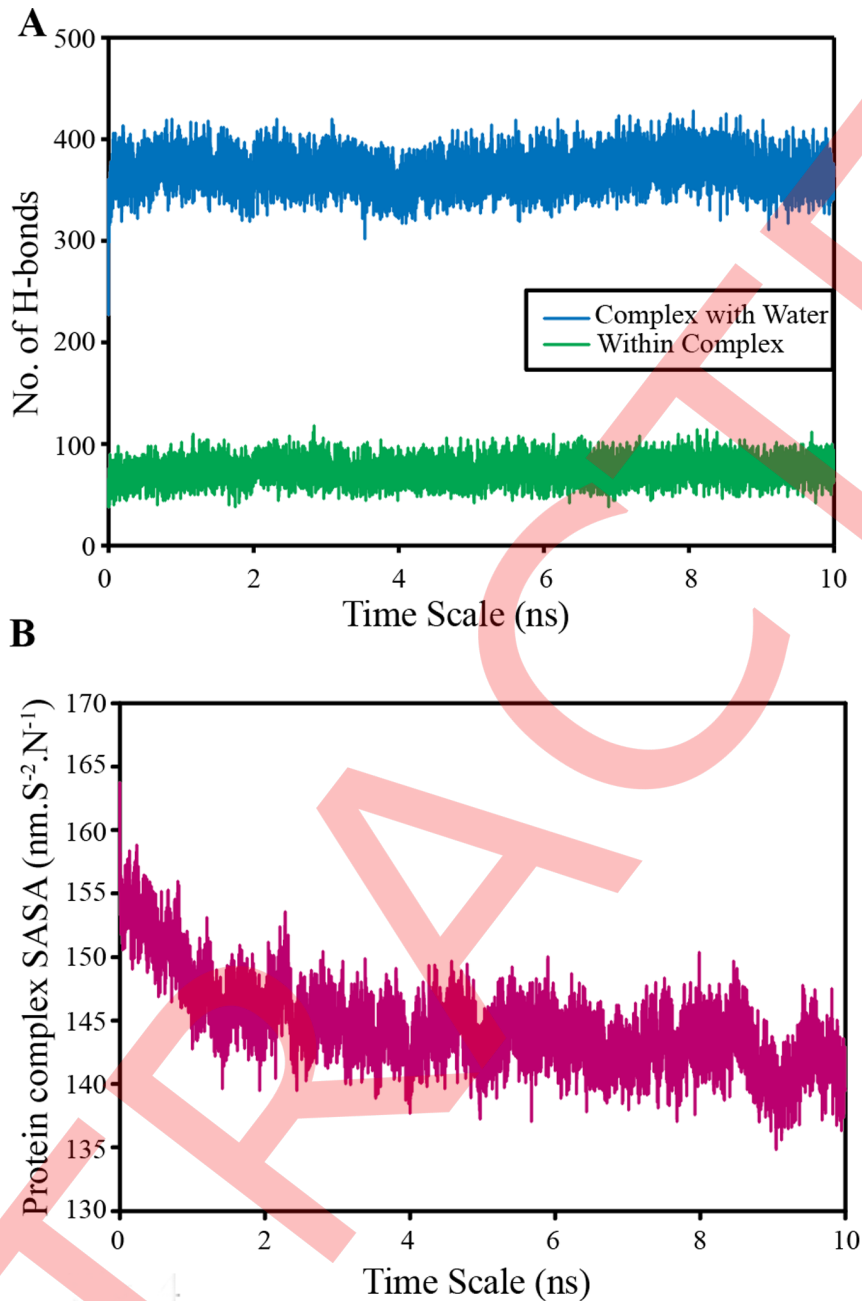 A
500
400
300
200
100
0
No. of H-bonds
Complex with Water
Within Complex
0 2 4 6 8 10
Time Scale (ns)
B
170
165
160
155
150
145
140
135
130
Protein complex SASA (nm.S⁻².N⁻¹)
0 2 4 6 8 10
Time Scale (ns)